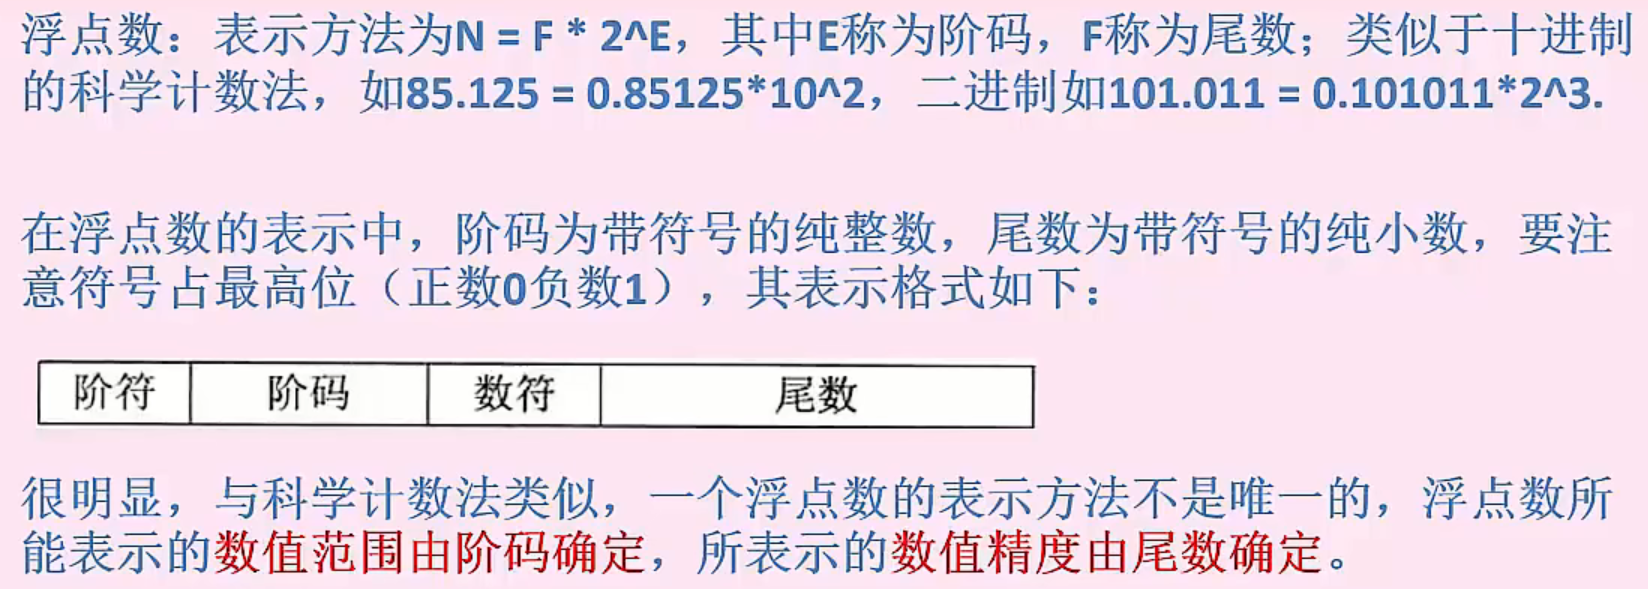 浮点数：表示方法为N = F * 2^E，其中E称为阶码，F称为尾数；类似于十进制
的科学计数法，如85.125 = 0.85125*10^2，二进制如101.011 = 0.101011*2^3.
在浮点数的表示中，阶码为带符号的纯整数，尾数为带符号的纯小数，要注
意符号占最高位（正数0负数1），其表示格式如下：
阶符 阶码 数符 尾数
很明显，与科学计数法类似，一个浮点数的表示方法不是唯一的，浮点数所
能表示的数值范围由阶码确定，所表示的数值精度由尾数确定。